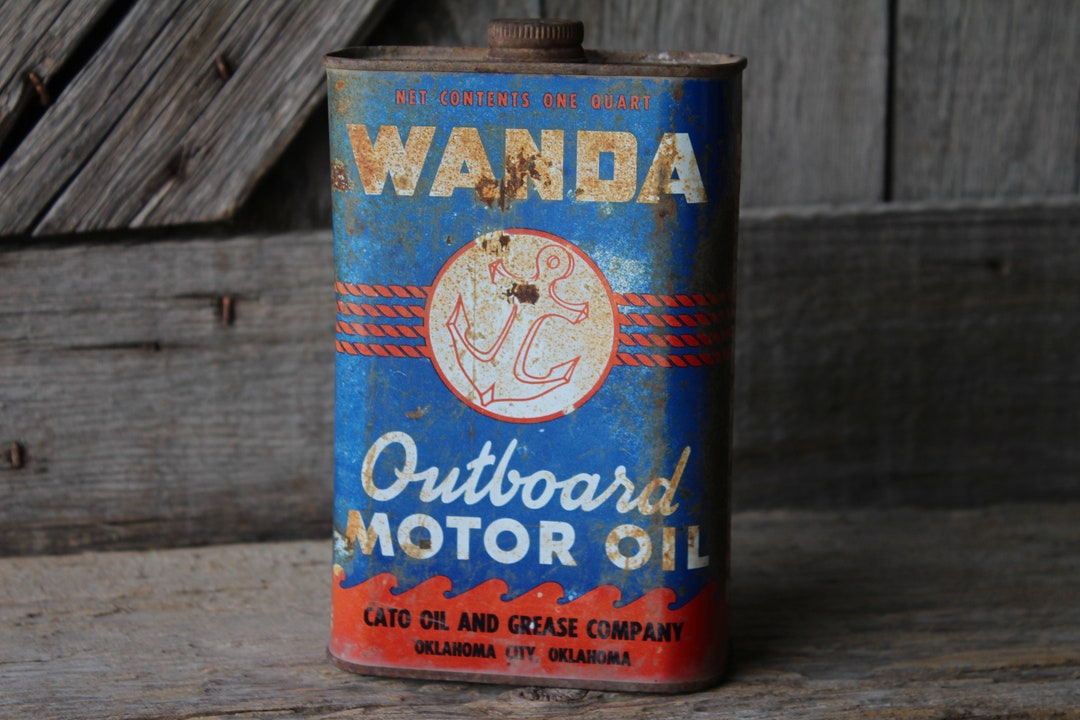 NET CONTENTS ONE QUART
WANDA
Outboard
MOTOR OIL
CATO OIL AND GREASE COMPANY
OKLAHOMA CITY, OKLAHOMA